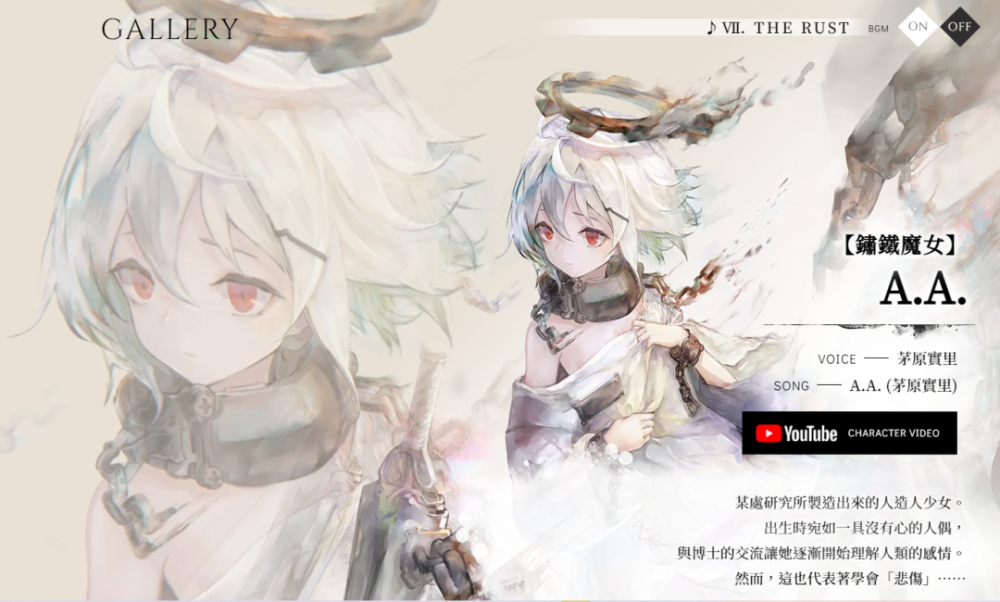 GALLERY
♪ Ⅶ. THE RUST
BGM
ON
OFF
【鏽鐵魔女】
A.A.
VOICE — 茅原實里
SONG — A.A. (茅原實里)
YouTube CHARACTER VIDEO
某處研究所製造出來的人造人少女。
出生時宛如一具沒有心的人偶，
與博士的交流讓她逐漸開始理解人類的感情。
然而，這也代表著學會「悲傷」⋯⋯